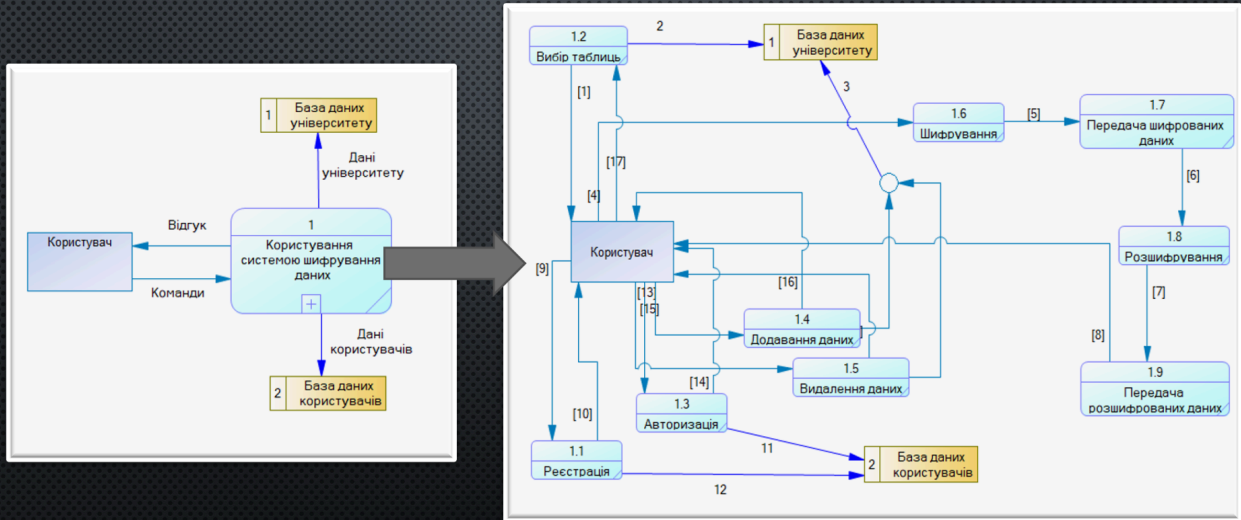 1
База даних
університету
Дані
університету
Користувач
Відгук
Команди
1
Користування
системою шифрування
даних
+
Дані
користувачів
2
База даних
користувачів
1.2
Вибір таблиць
2
1
База даних
університету
[1]
[17]
[4]
3
1.6
Шифрування
[5]
1.7
Передача шифрованих
даних
[6]
1.8
Розшифрування
[7]
[8]
1.9
Передача
розшифрованих даних
Користувач
[9]
[13]
[15]
[16]
1.4
Додавання даних
1.5
Видалення даних
[14]
1.3
Авторизація
[10]
1.1
Реєстрація
11
12
2
База даних
користувачів